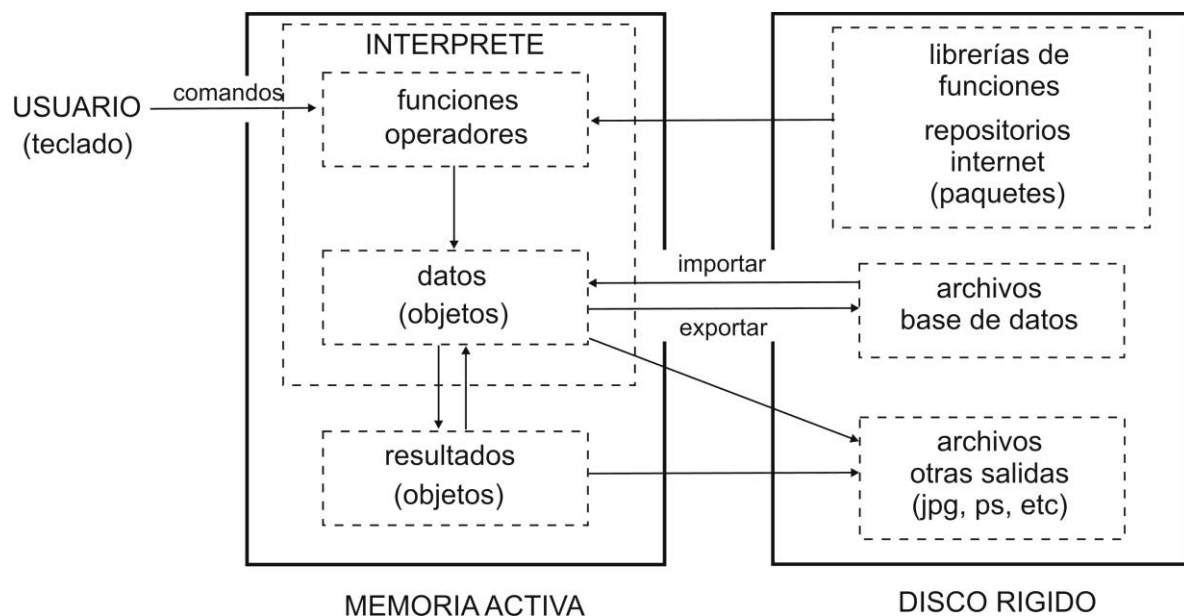 INTERPRETE
USUARIO
(teclado)
comandos
funciones
operadores
librerías de
funciones
repositorios
internet
(paquetes)
datos
(objetos)
importar
exportar
archivos
base de datos
resultados
(objetos)
archivos
otras salidas
(jpg, ps, etc)
MEMORIA ACTIVA
DISCO RIGIDO